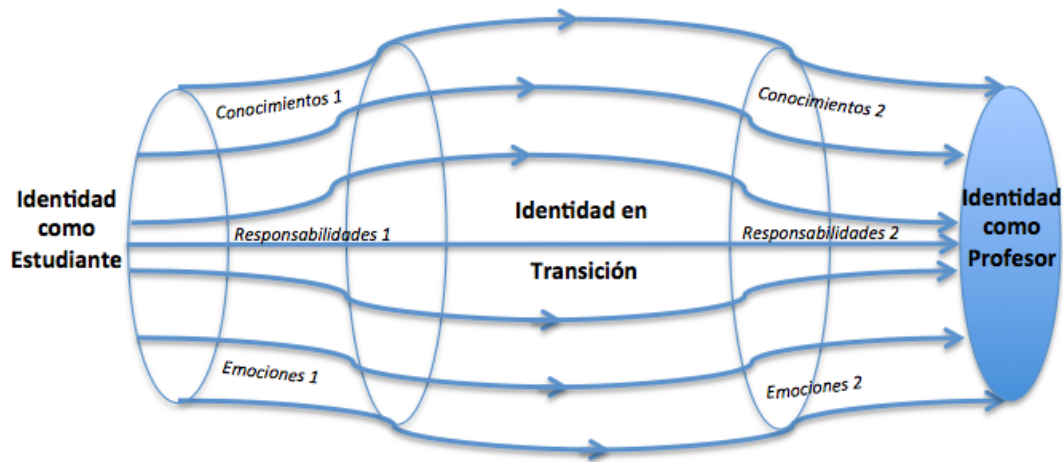 Conocimientos 1
Conocimientos 2
Identidad
como
Estudiante
Identidad en
Transición
Identidad
como
Profesor
Responsabilidades 1
Responsabilidades 2
Emociones 1
Emociones 2